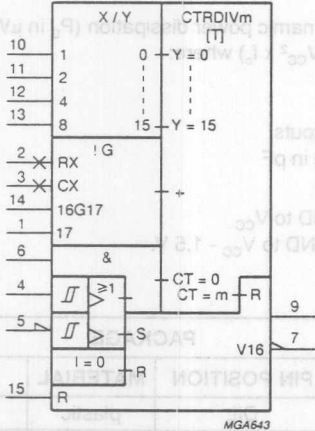 X / Y CTRDIVm
[T]
10 1 0 Y = 0
11 2
12 4
13 8 15 Y = 15
!G
2 RX
3 CX
14 16G17
1 17
6 &
÷
CT = 0
CT = m R
4 ≥1
5 S
9
7
V16
I = 0
R
15 R
MGA643